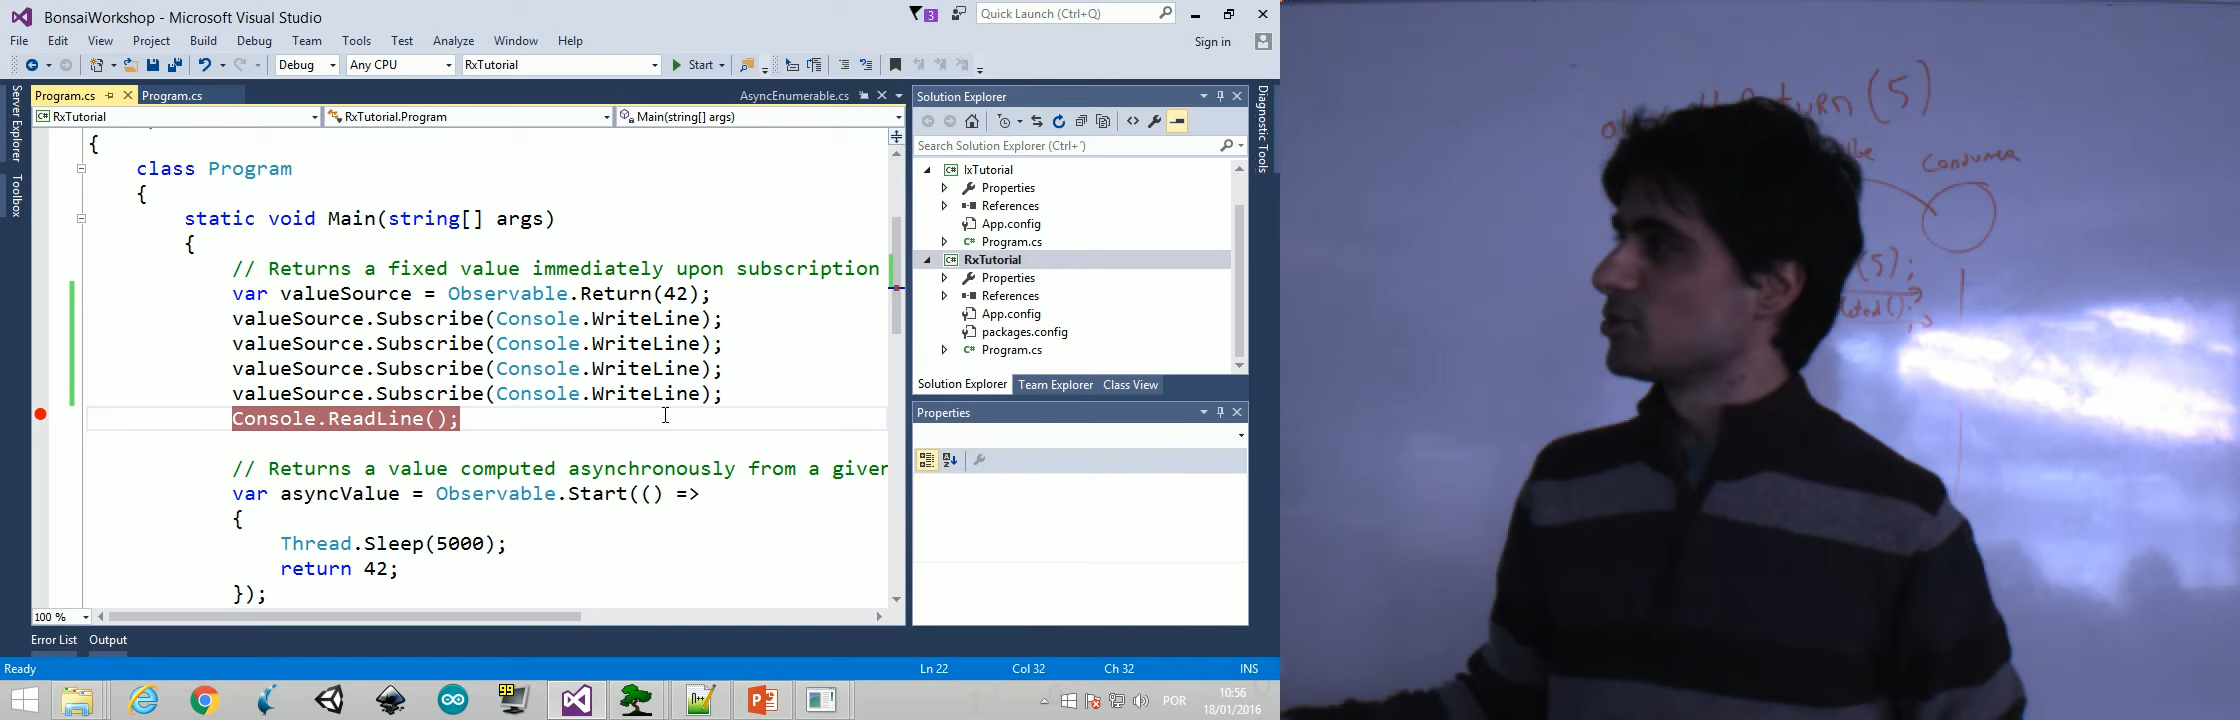 BonsaiWorkshop - Microsoft Visual Studio
3
Quick Launch (Ctrl+Q)
File Edit View Project Build Debug Team Tools Test Analyze Window Help
Sign in
Debug Any CPU RxTutorial Start
Server Explorer
Toolbox
Program.cs Program.cs AsyncEnumerable.cs
RxTutorial RxTutorial.Program Main(string[] args)
{
class Program
{
static void Main(string[] args)
{
// Returns a fixed value immediately upon subscription
var valueSource = Observable.Return(42);
valueSource.Subscribe(Console.WriteLine);
valueSource.Subscribe(Console.WriteLine);
valueSource.Subscribe(Console.WriteLine);
valueSource.Subscribe(Console.WriteLine);
Console.ReadLine();
// Returns a value computed asynchronously from a given
var asyncValue = Observable.Start(() =>
{
Thread.Sleep(5000);
return 42;
});
100 %
Solution Explorer
Search Solution Explorer (Ctrl+´)
IxTutorial
Properties
References
App.config
Program.cs
RxTutorial
Properties
References
App.config
packages.config
Program.cs
Solution Explorer Team Explorer Class View
Properties
Diagnostic Tools
Error List Output
Ready Ln 22 Col 32 Ch 32 INS
99
POR
10:56
18/01/2016
Return (5)
Consumer
(5);